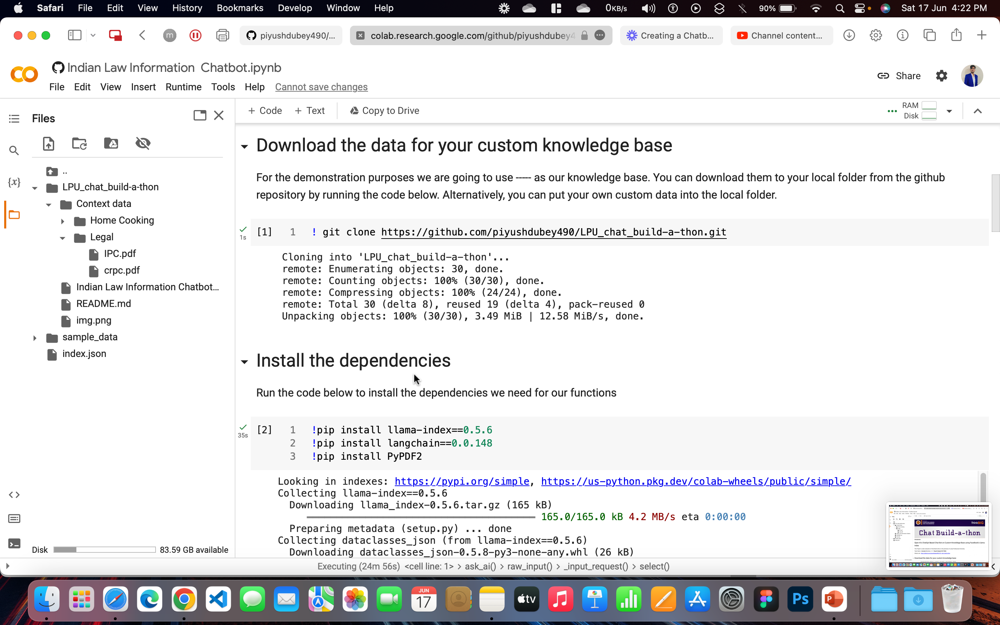 Safari File Edit View History Bookmarks Develop Window Help 0KB/s 90% Sat 17 Jun 4:22 PM
m piyushdubey490/... colab.research.google.com/github/piyushdubey4 Creating a Chatb... Channel content...
Indian Law Information Chatbot.ipynb
Share
File Edit View Insert Runtime Tools Help Cannot save changes
Files
+ Code + Text Copy to Drive
RAM
Disk
..
LPU_chat_build-a-thon
Context data
Home Cooking
Legal
IPC.pdf
crpc.pdf
Indian Law Information Chatbot...
README.md
img.png
sample_data
index.json
{x}
Disk 83.59 GB available
Download the data for your custom knowledge base
For the demonstration purposes we are going to use ----- as our knowledge base. You can download them to your local folder from the github
repository by running the code below. Alternatively, you can put your own custom data into the local folder.
1s
[1] 1 ! git clone https://github.com/piyushdubey490/LPU_chat_build-a-thon.git
Cloning into 'LPU_chat_build-a-thon'...
remote: Enumerating objects: 30, done.
remote: Counting objects: 100% (30/30), done.
remote: Compressing objects: 100% (24/24), done.
remote: Total 30 (delta 8), reused 19 (delta 4), pack-reused 0
Unpacking objects: 100% (30/30), 3.49 MiB | 12.58 MiB/s, done.
Install the dependencies
Run the code below to install the dependencies we need for our functions
35s
[2] 1 !pip install llama-index==0.5.6
2 !pip install langchain==0.0.148
3 !pip install PyPDF2
Looking in indexes: https://pypi.org/simple, https://us-python.pkg.dev/colab-wheels/public/simple/
Collecting llama-index==0.5.6
Downloading llama_index-0.5.6.tar.gz (165 kB)
165.0/165.0 kB 4.2 MB/s eta 0:00:00
Preparing metadata (setup.py) ... done
Collecting dataclasses_json (from llama-index==0.5.6)
Downloading dataclasses_json-0.5.8-py3-none-any.whl (26 kB)
ThinkBIG
Chat Build-a-thon
Executing (24m 56s) <cell line: 1> > ask_ai() > raw_input() > _input_request() > select()
JUN
17
tv
Ps
P